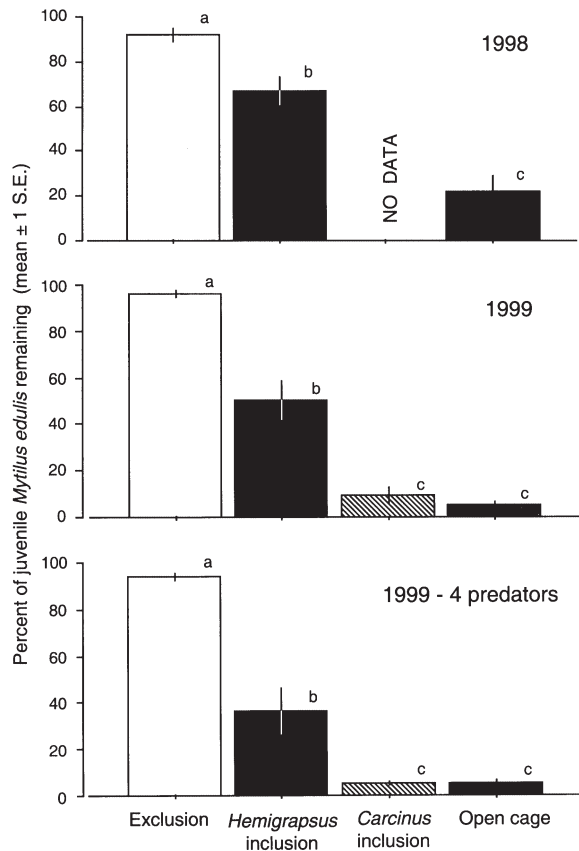 Percent of juvenile Mytilus edulis remaining (mean ± 1 S.E.)
100
80
60
40
20
0
a
b
c
NO DATA
1998
100
80
60
40
20
0
a
b
c
c
1999
100
80
60
40
20
0
a
b
c
c
1999 - 4 predators
Exclusion
Hemigrapsus
inclusion
Carcinus
inclusion
Open cage